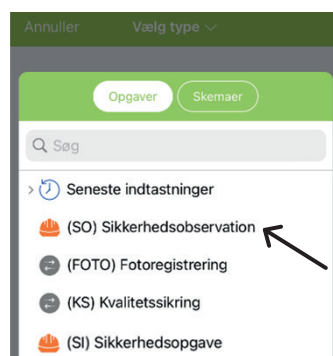 Annuller Vælg type
Opgaver Skemaer
Søg
Seneste indtastninger
(SO) Sikkerhedsobservation
(FOTO) Fotoregistrering
(KS) Kvalitetssikring
(SI) Sikkerhedsopgave